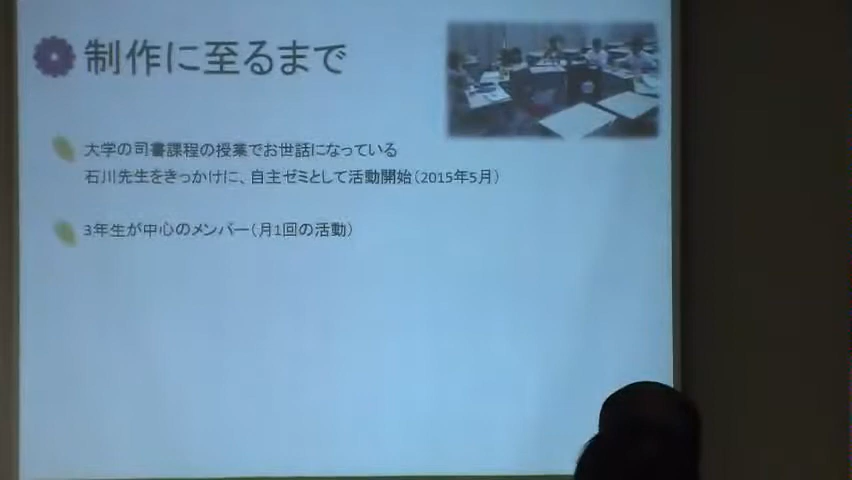 制作に至るまで
大学の司書課程の授業でお世話になっている
石川先生をきっかけに、自主ゼミとして活動開始(2015年5月)
3年生が中心のメンバー(月1回の活動)